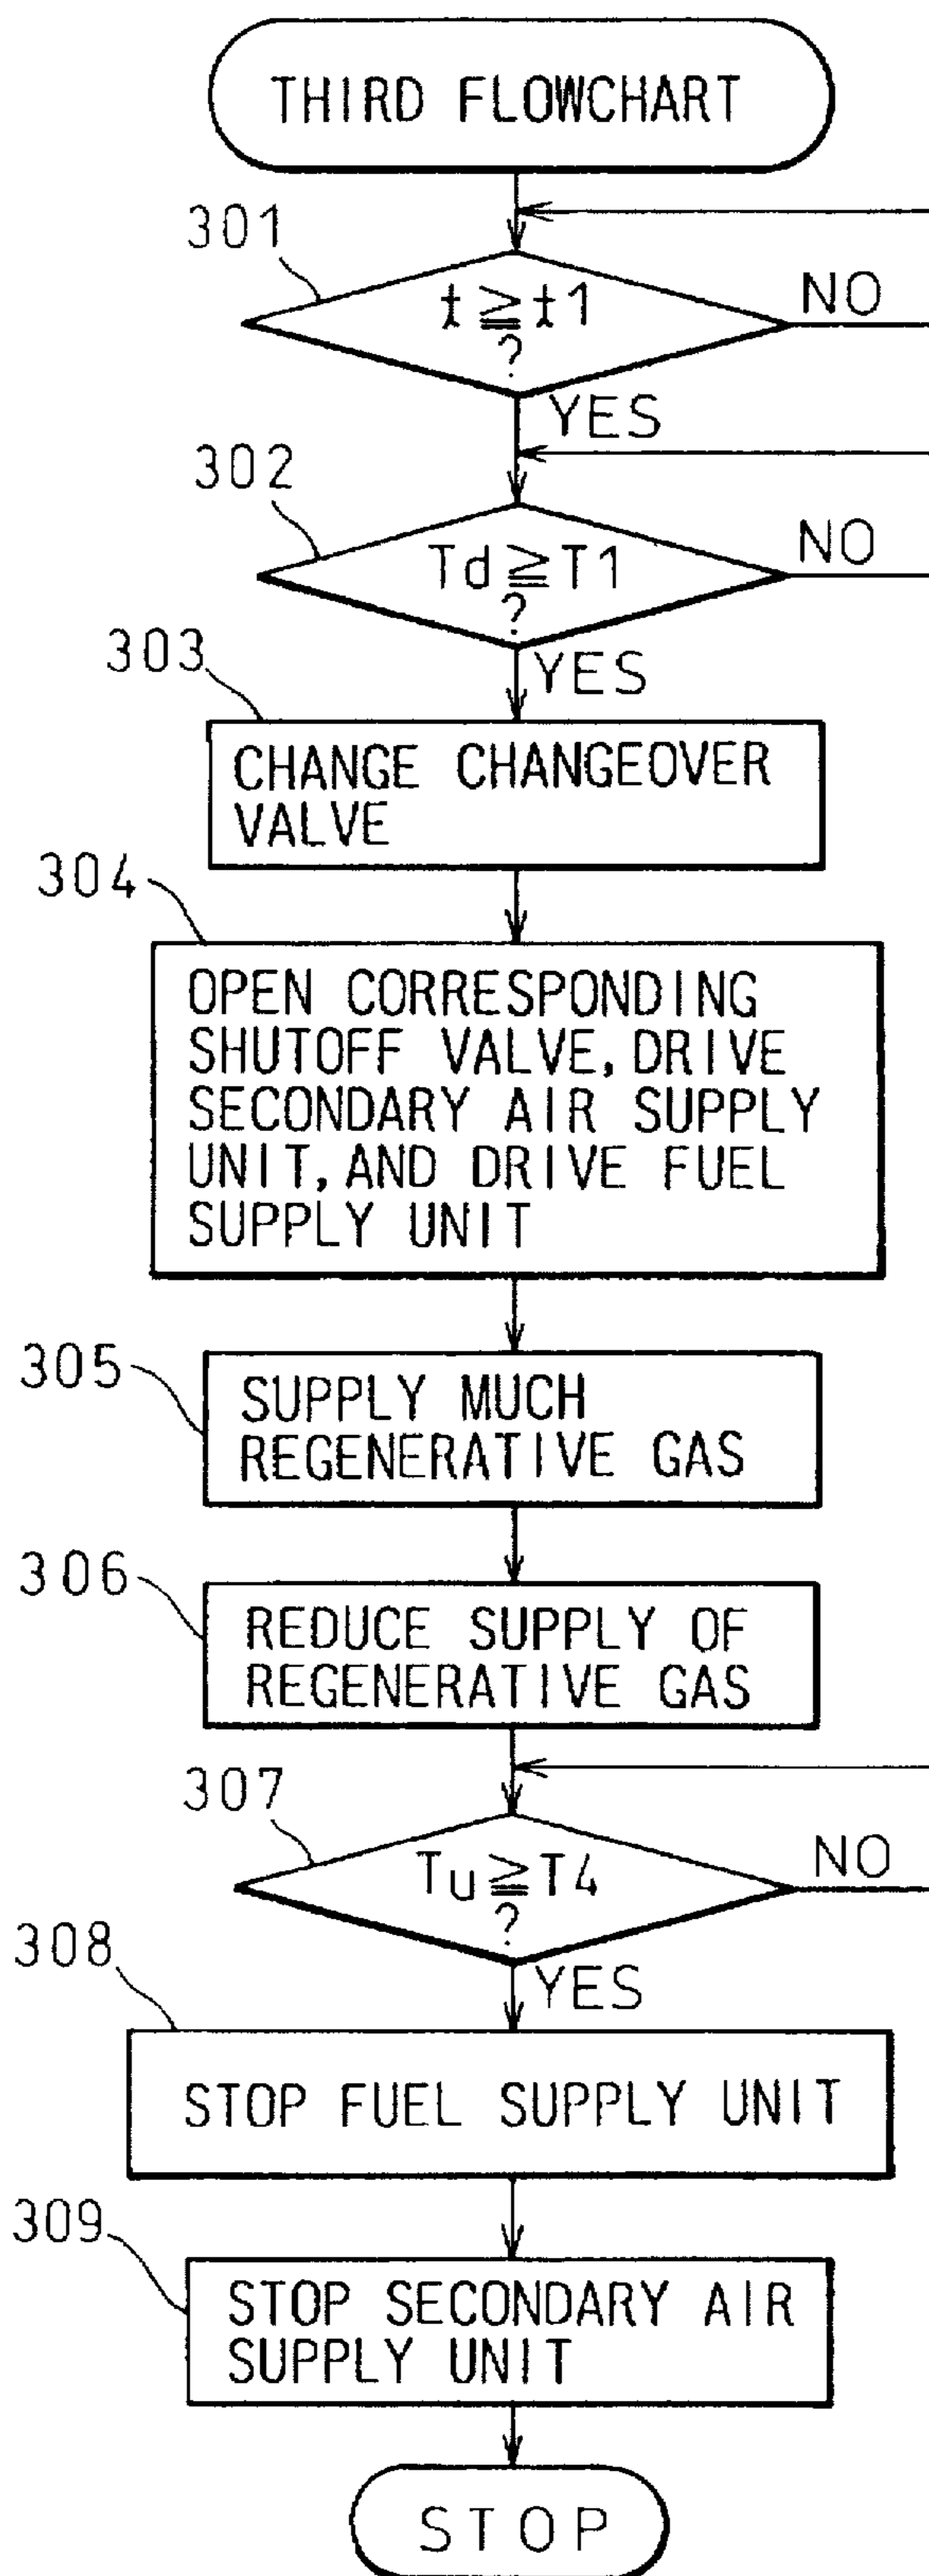 THIRD FLOWCHART
301
t≧t1
?
NO
YES
302
Td≧T1
?
NO
YES
303
CHANGE CHANGEOVER
VALVE
304
OPEN CORRESPONDING
SHUTOFF VALVE, DRIVE
SECONDARY AIR SUPPLY
UNIT, AND DRIVE FUEL
SUPPLY UNIT
305
SUPPLY MUCH
REGENERATIVE GAS
306
REDUCE SUPPLY OF
REGENERATIVE GAS
307
Tu≧T4
?
NO
YES
308
STOP FUEL SUPPLY UNIT
309
STOP SECONDARY AIR
SUPPLY UNIT
STOP